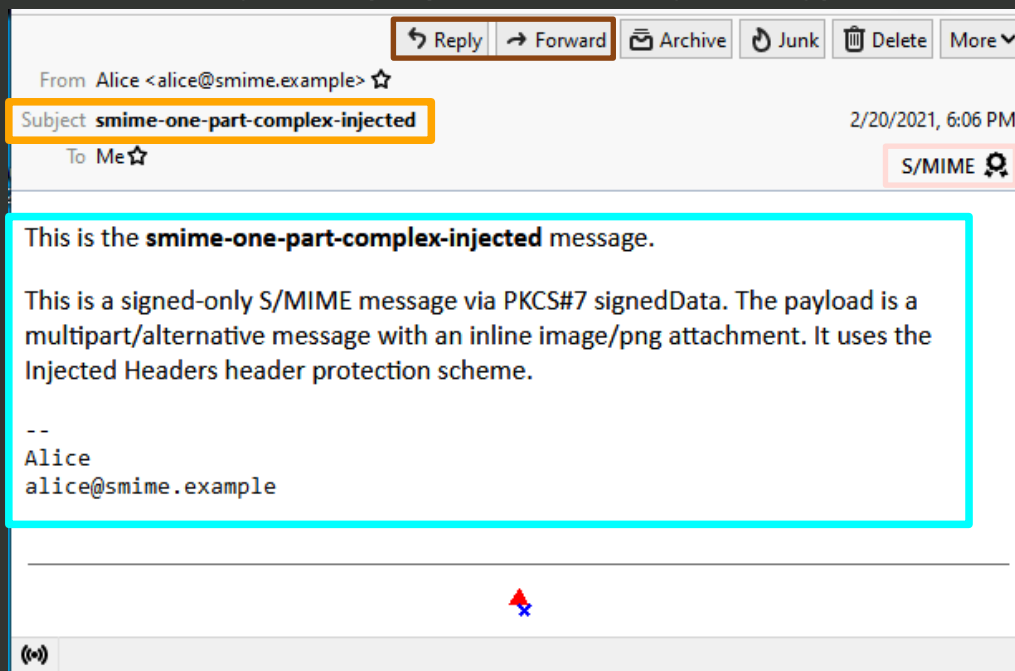 Reply Forward Archive Junk Delete More
From Alice <alice@smime.example>
Subject smime-one-part-complex-injected 2/20/2021, 6:06 PM
To Me
S/MIME
This is the smime-one-part-complex-injected message.
This is a signed-only S/MIME message via PKCS#7 signedData. The payload is a
multipart/alternative message with an inline image/png attachment. It uses the
Injected Headers header protection scheme.
--
Alice
alice@smime.example